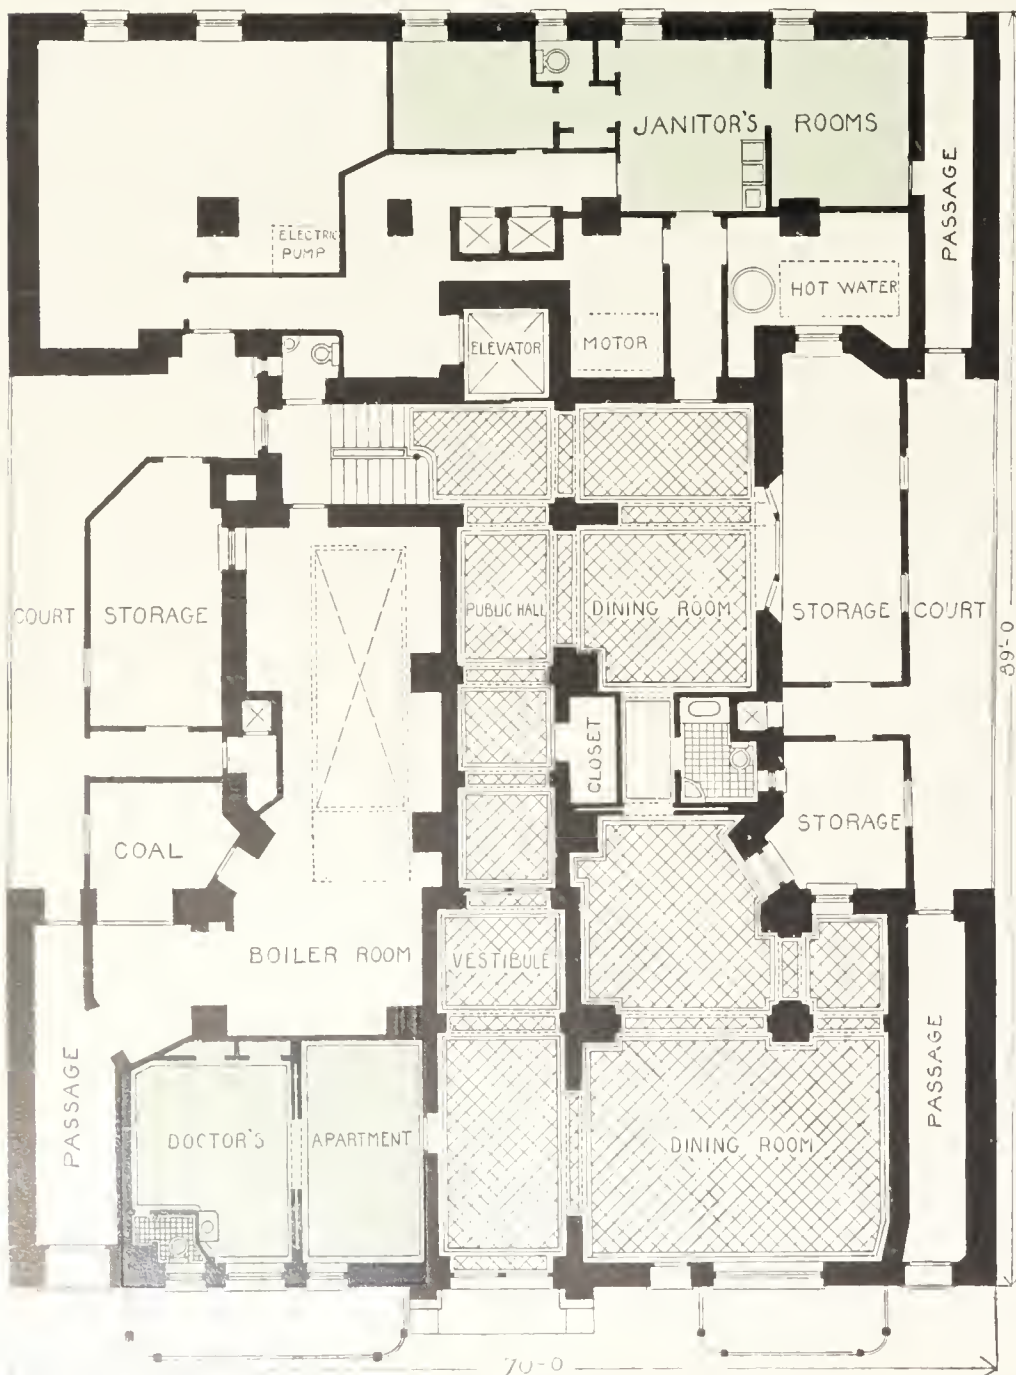 JANITOR'S ROOMS
PASSAGE
ELECTRIC
PUMP
HOT WATER
ELEVATOR
MOTOR
COURT
STORAGE
PUBLIC HALL
DINING ROOM
STORAGE
COURT
89'-0
CLOSET
COAL
STORAGE
BOILER ROOM
VESTIBULE
PASSAGE
DOCTOR'S APARTMENT
DINING ROOM
PASSAGE
70-0